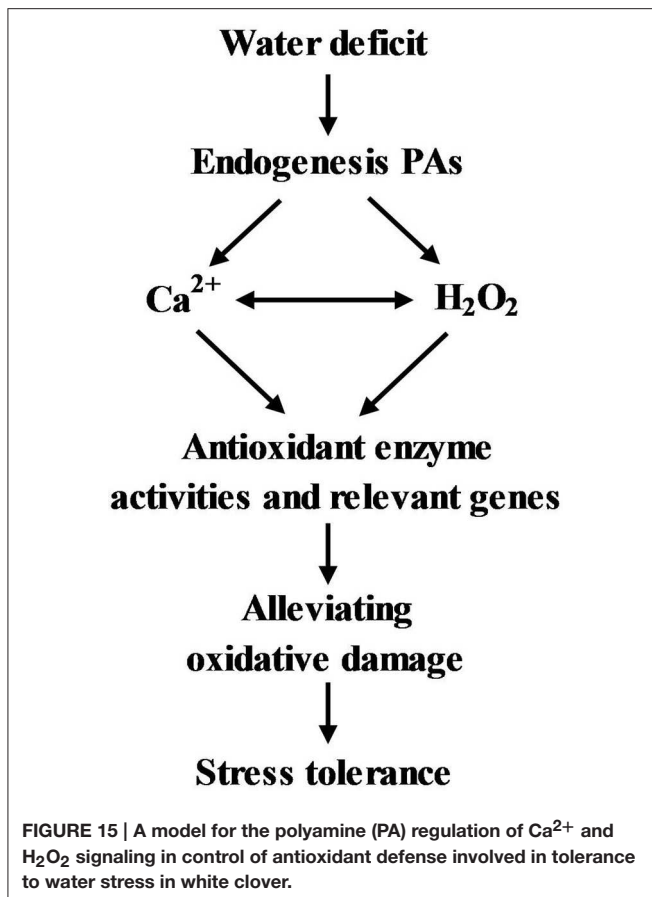 Water deficit
Endogenesis PAs
Ca²⁺ H₂O₂
Antioxidant enzyme
activities and relevant genes
Alleviating
oxidative damage
Stress tolerance
FIGURE 15 | A model for the polyamine (PA) regulation of Ca²⁺ and
H₂O₂ signaling in control of antioxidant defense involved in tolerance
to water stress in white clover.